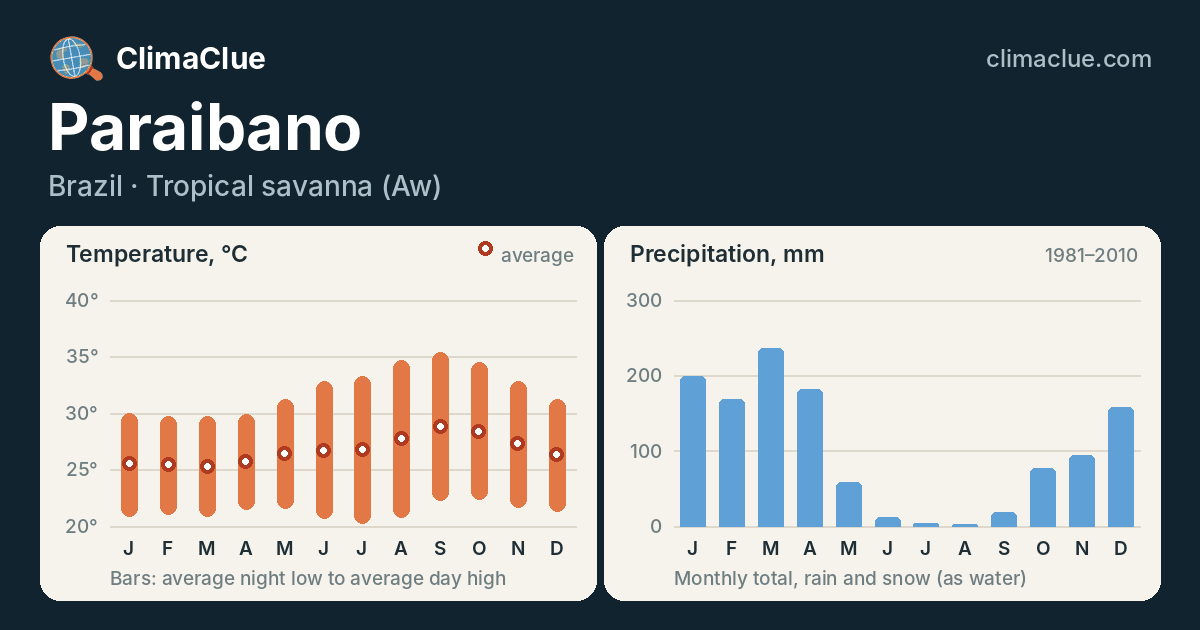 ClimaClue
climaclue.com
Paraibano
Brazil · Tropical savanna (Aw)
Temperature, °C
average
40°
35°
30°
25°
20°
J F M A M J J A S O N D
Bars: average night low to average day high
Precipitation, mm
1981–2010
300
200
100
0
J F M A M J J A S O N D
Monthly total, rain and snow (as water)